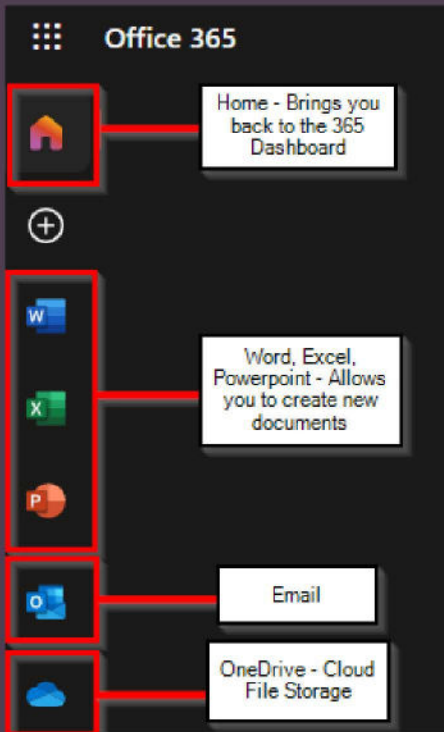 Office 365
Home - Brings you
back to the 365
Dashboard
W
Word, Excel,
Powerpoint - Allows
you to create new
documents
X
P
O
Email
OneDrive - Cloud
File Storage